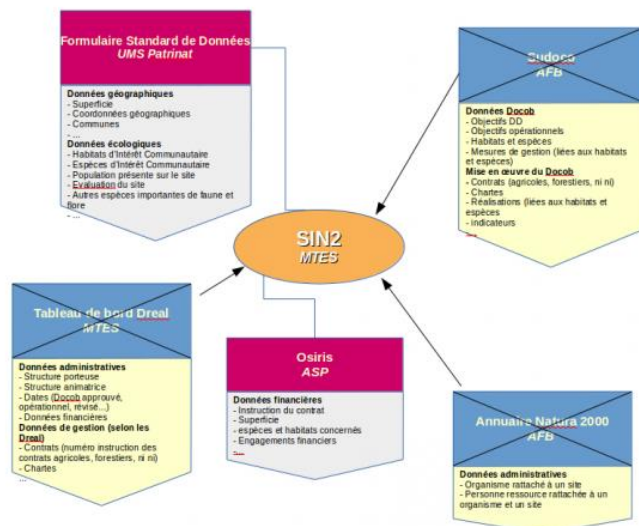 Formulaire Standard de Données
UMS Patrinat
Données géographiques
- Superficie
- Coordonnées géographiques
- Communes
- ...
Données écologiques
- Habitats d'Intérêt Communautaire
- Espèces d'Intérêt Communautaire
- Population présente sur le site
- Evaluation du site
- Autres espèces importantes de faune et
flore
- ...
Sudoco
AFB
Données Docob
- Objectifs DD
- Objectifs opérationnels
- Habitats et espèces
- Mesures de gestion (liées aux habitats
et espèces)
Mise en œuvre du Docob
- Contrats (agricoles, forestiers, ni ni)
- Chartes
- Réalisations (liées aux habitats et
espèces
- indicateurs
-...
SIN2
MTES
Tableau de bord Dreal
MTES
Données administratives
- Structure porteuse
- Structure animatrice
- Dates (Docob approuvé,
opérationnel, révisé...)
- Données financières
Données de gestion (selon les
Dreal)
- Contrats (numéro instruction des
contrats agricoles, forestiers, ni ni)
- Chartes
...
Osiris
ASP
Données financières
- Instruction du contrat
- Superficie
- espèces et habitats concernés
- Engagements financiers
-...
Annuaire Natura 2000
AFB
Données administratives
- Organisme rattaché à un site
- Personne ressource rattachée à un
organisme et un site